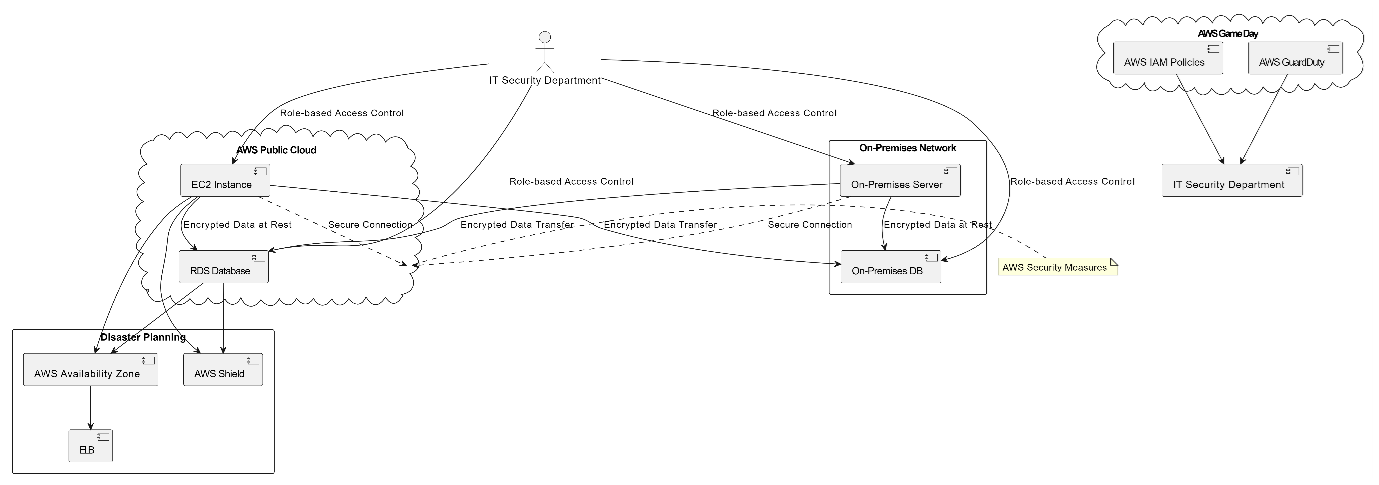 AWS GameDay
AWS IAM Policies
AWS GuardDuty
IT Security Department
Role-based Access Control
Role-based Access Control
AWS Public Cloud
On-Premises Network
EC2 Instance
Role-based Access Control
On-Premises Server
Role-based Access Control
IT Security Department
Encrypted Data at Rest
Secure Connection
Encrypted Data Transfer
Encrypted Data Transfer
Secure Connection
Encrypted Data at Rest
RDS Database
On-Premises DB
AWS Security Measures
Disaster Planning
AWS Availability Zone
AWS Shield
ELB